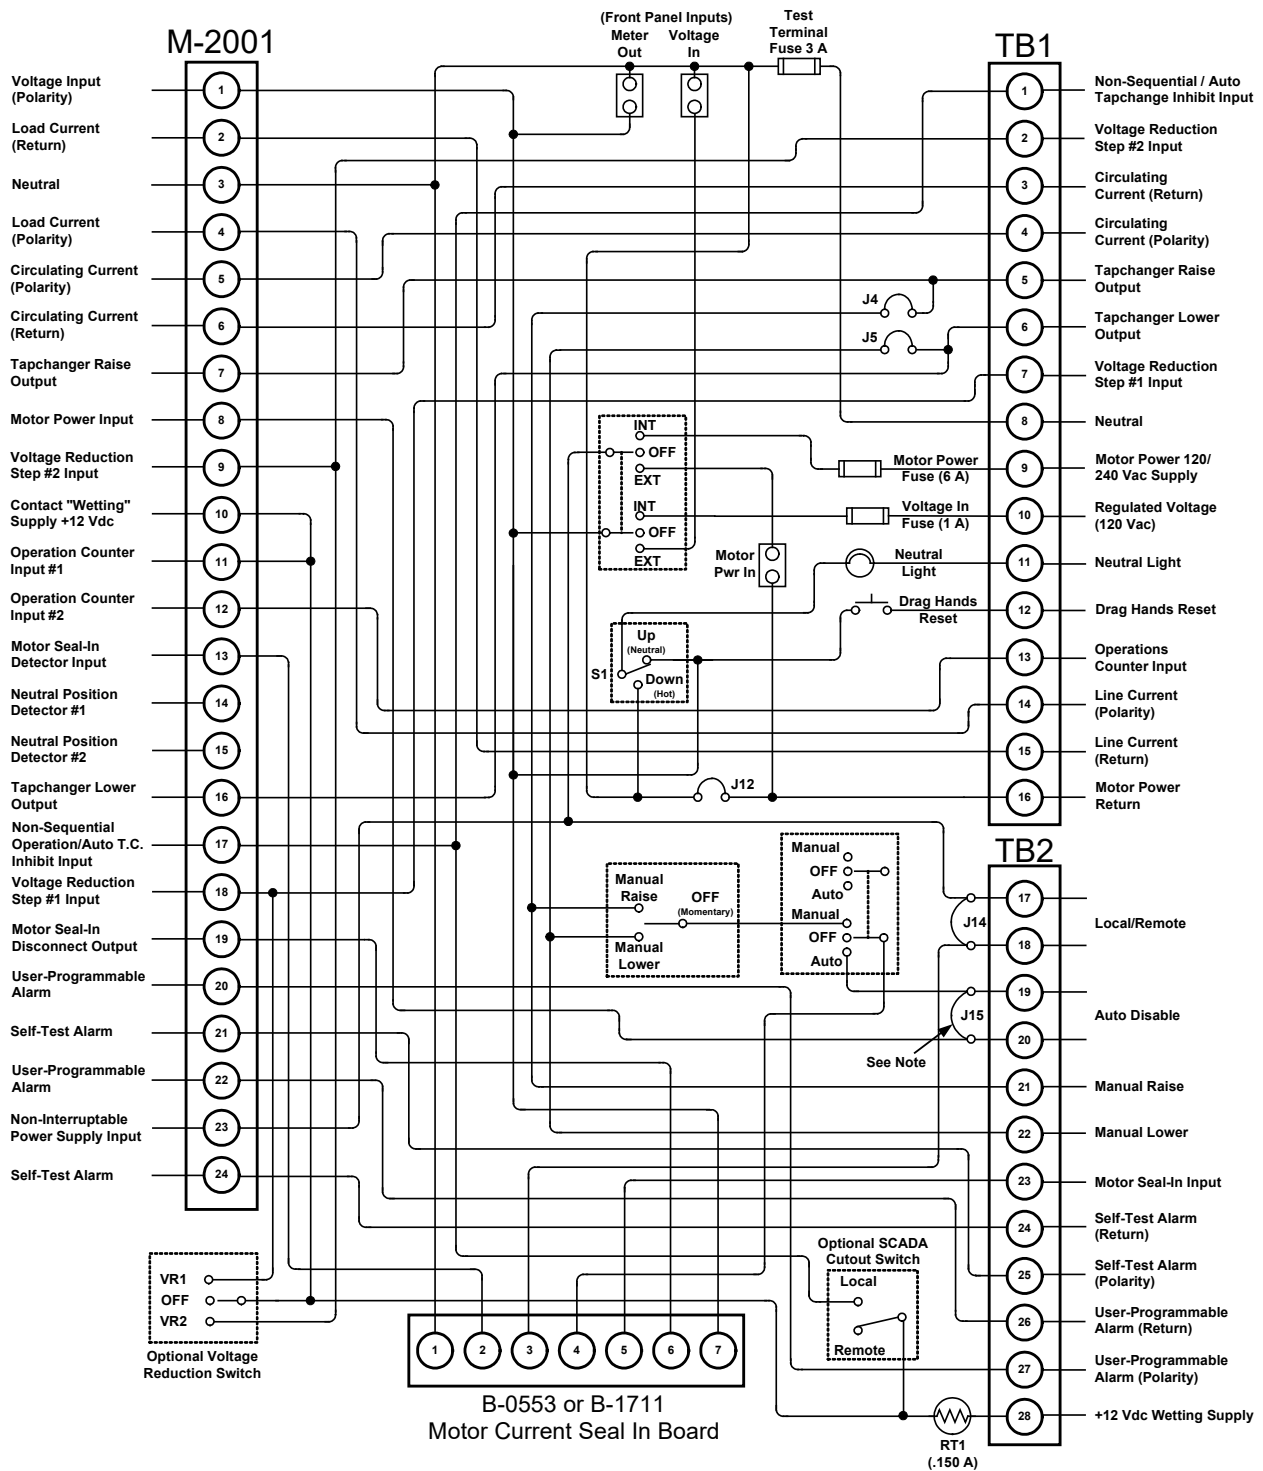 (Front Panel Inputs)
Meter
Out
Voltage
In
Test
Terminal
Fuse 3 A
M-2001
Voltage Input
(Polarity)
1
Load Current
(Return)
2
Neutral
3
Load Current
(Polarity)
4
Circulating Current
(Polarity)
5
Circulating Current
(Return)
6
Tapchanger Raise
Output
7
Motor Power Input
8
Voltage Reduction
Step #2 Input
9
Contact "Wetting"
Supply +12 Vdc
10
Operation Counter
Input #1
11
Operation Counter
Input #2
12
Motor Seal-In
Detector Input
13
Neutral Position
Detector #1
14
Neutral Position
Detector #2
15
Tapchanger Lower
Output
16
Non-Sequential
Operation/Auto T.C.
Inhibit Input
17
Voltage Reduction
Step #1 Input
18
Motor Seal-In
Disconnect Output
19
User-Programmable
Alarm
20
Self-Test Alarm
21
User-Programmable
Alarm
22
Non-Interruptable
Power Supply Input
23
Self-Test Alarm
24
VR1
OFF
VR2
Optional Voltage
Reduction Switch
J4
J5
INT
OFF
EXT
INT
OFF
EXT
Motor Power
Fuse (6 A)
Voltage In
Fuse (1 A)
Motor
Pwr In
Neutral
Light
Drag Hands
Reset
Up
(Neutral)
S1
Down
(Hot)
J12
Manual
Raise
OFF
(Momentary)
Manual
Lower
Manual
OFF
Auto
Manual
OFF
Auto
J14
J15
See Note
Optional SCADA
Cutout Switch
Local
Remote
RT1
(.150 A)
1
2
3
4
5
6
7
B-0553 or B-1711
Motor Current Seal In Board
TB1
1
Non-Sequential / Auto
Tapchange Inhibit Input
2
Voltage Reduction
Step #2 Input
3
Circulating
Current (Return)
4
Circulating
Current (Polarity)
5
Tapchanger Raise
Output
6
Tapchanger Lower
Output
7
Voltage Reduction
Step #1 Input
8
Neutral
9
Motor Power 120/
240 Vac Supply
10
Regulated Voltage
(120 Vac)
11
Neutral Light
12
Drag Hands Reset
13
Operations
Counter Input
14
Line Current
(Polarity)
15
Line Current
(Return)
16
Motor Power
Return
TB2
17
Local/Remote
18
19
Auto Disable
20
21
Manual Raise
22
Manual Lower
23
Motor Seal-In Input
24
Self-Test Alarm
(Return)
25
Self-Test Alarm
(Polarity)
26
User-Programmable
Alarm (Return)
27
User-Programmable
Alarm (Polarity)
28
+12 Vdc Wetting Supply